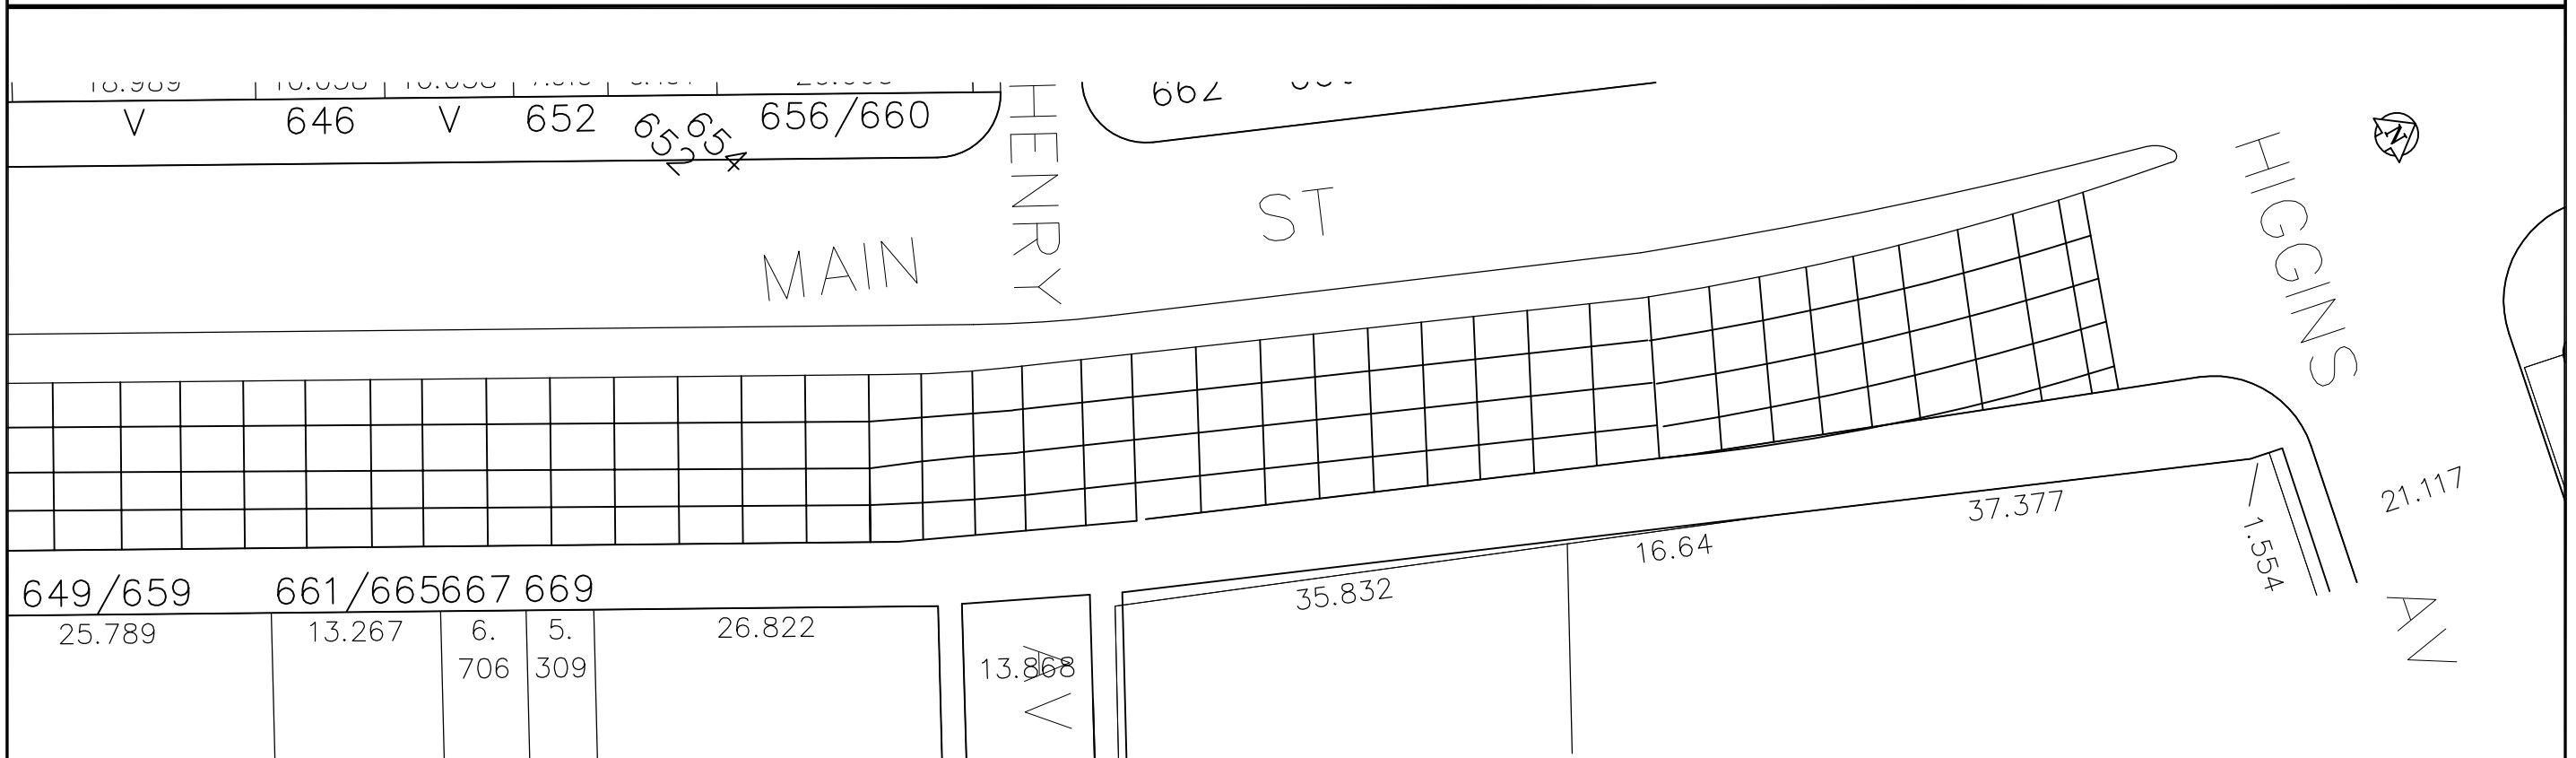 V 646 V 652 652 654 656/660 662
HENRY AV
MAIN ST
HIGGINS AV
N
649/659 661/665 667 669
25.789 13.267 6.706 5.309 26.822 13.868 35.832 16.64 37.377 1.554 21.117